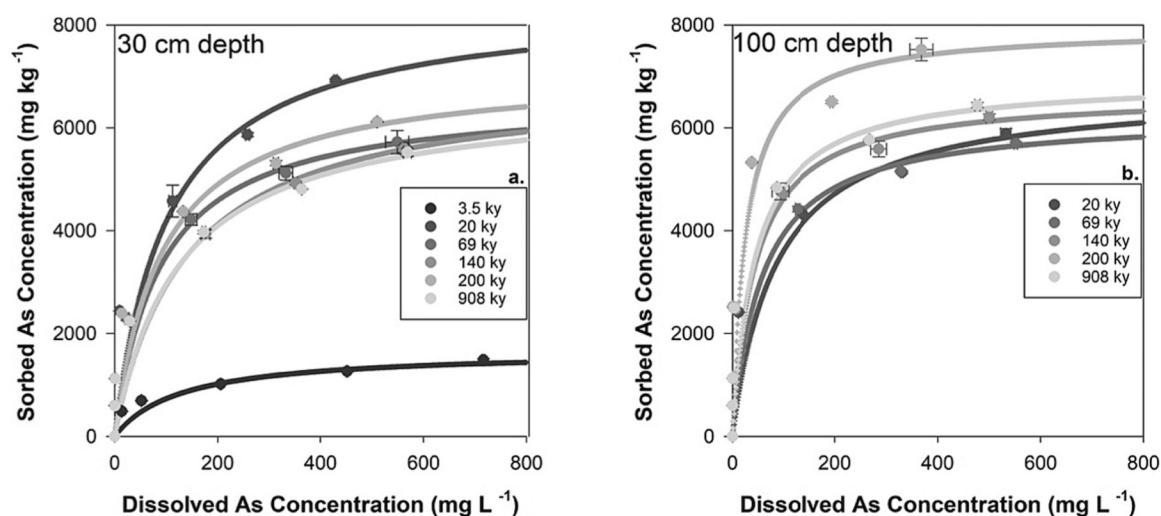 30 cm depth
Sorbed As Concentration (mg kg-1)
8000
6000
4000
2000
0
a.
3.5 ky
20 ky
69 ky
140 ky
200 ky
908 ky
0 200 400 600 800
Dissolved As Concentration (mg L -1)
100 cm depth
Sorbed As Concentration (mg kg-1)
8000
6000
4000
2000
0
b.
20 ky
69 ky
140 ky
200 ky
908 ky
0 200 400 600 800
Dissolved As Concentration (mg L -1)